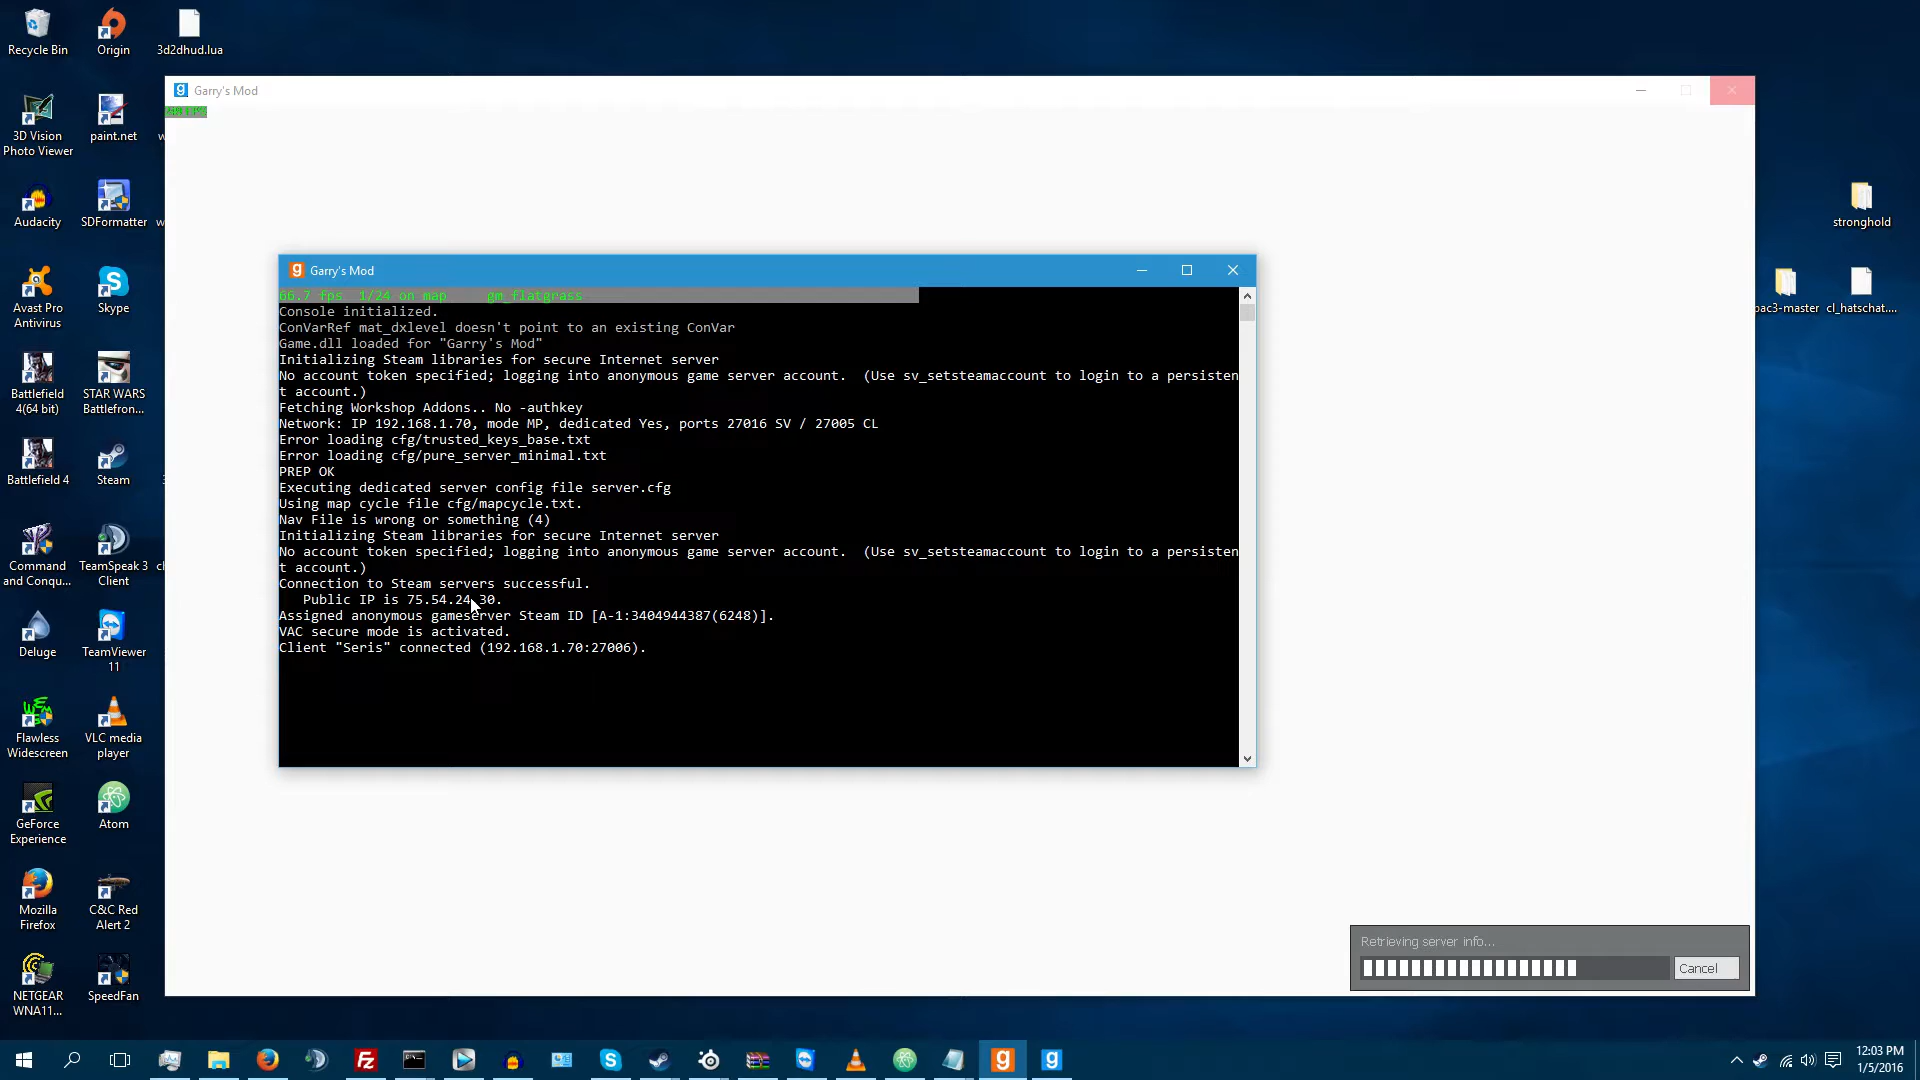 Recycle Bin
Origin
3d2dhud.lua
3D Vision
Photo Viewer
paint.net
Audacity
SDFormatter
Avast Pro
Antivirus
Skype
Battlefield
4(64 bit)
STAR WARS
Battlefron...
Battlefield 4
Steam
Command
and Conqu...
TeamSpeak 3
Client
Deluge
TeamViewer
11
Flawless
Widescreen
VLC media
player
GeForce
Experience
Atom
Mozilla
Firefox
C&C Red
Alert 2
NETGEAR
WNA11...
SpeedFan
Garry's Mod
Garry's Mod
66.7 fps 1/24 on map gm_flatgrass
Console initialized.
ConVarRef mat_dxlevel doesn't point to an existing ConVar
Game.dll loaded for "Garry's Mod"
Initializing Steam libraries for secure Internet server
No account token specified; logging into anonymous game server account. (Use sv_setsteamaccount to login to a persisten
t account.)
Fetching Workshop Addons.. No -authkey
Network: IP 192.168.1.70, mode MP, dedicated Yes, ports 27016 SV / 27005 CL
Error loading cfg/trusted_keys_base.txt
Error loading cfg/pure_server_minimal.txt
PREP OK
Executing dedicated server config file server.cfg
Using map cycle file cfg/mapcycle.txt.
Nav File is wrong or something (4)
Initializing Steam libraries for secure Internet server
No account token specified; logging into anonymous game server account. (Use sv_setsteamaccount to login to a persisten
t account.)
Connection to Steam servers successful.
Public IP is 75.54.24.30.
Assigned anonymous gameserver Steam ID [A-1:3404944387(6248)].
VAC secure mode is activated.
Client "Seris" connected (192.168.1.70:27006).
Retrieving server info...
Cancel
stronghold
pac3-master
cl_hatschat....
12:03 PM
1/5/2016